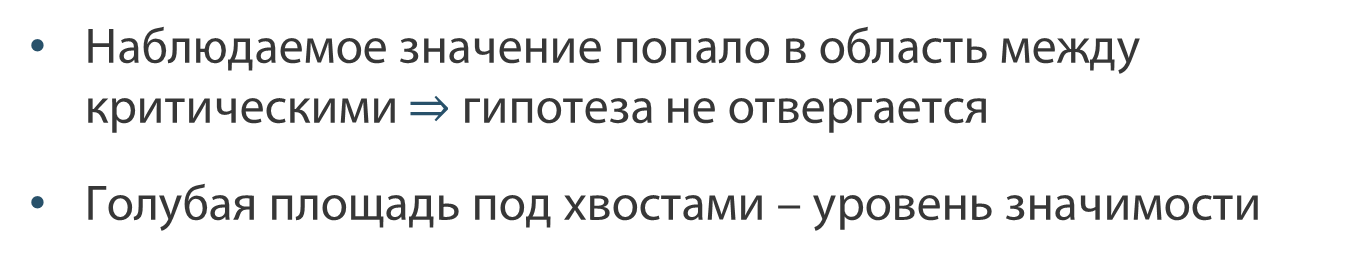 • Наблюдаемое значение попало в область между
критическими ⇒ гипотеза не отвергается
• Голубая площадь под хвостами – уровень значимости